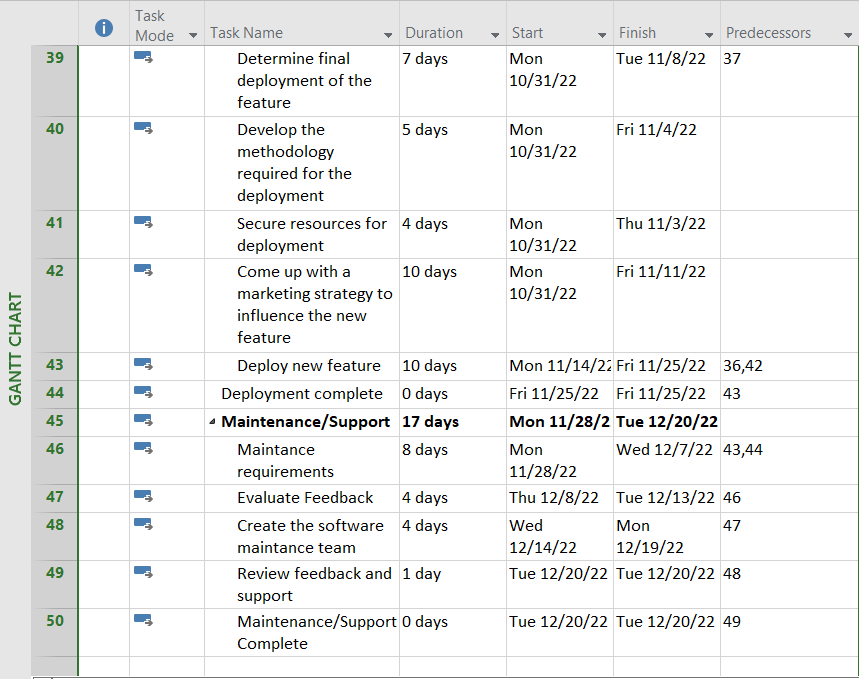 Task
Mode
Task Name
Duration
Start
Finish
Predecessors
GANTT CHART
39
Determine final
deployment of the
feature
7 days
Mon
10/31/22
Tue 11/8/22
37
40
Develop the
methodology
required for the
deployment
5 days
Mon
10/31/22
Fri 11/4/22
41
Secure resources for
deployment
4 days
Mon
10/31/22
Thu 11/3/22
42
Come up with a
marketing strategy to
influence the new
feature
10 days
Mon
10/31/22
Fri 11/11/22
43
Deploy new feature
10 days
Mon 11/14/22
Fri 11/25/22
36,42
44
Deployment complete
0 days
Fri 11/25/22
Fri 11/25/22
43
45
Maintenance/Support
17 days
Mon 11/28/2
Tue 12/20/22
46
Maintance
requirements
8 days
Mon
11/28/22
Wed 12/7/22
43,44
47
Evaluate Feedback
4 days
Thu 12/8/22
Tue 12/13/22
46
48
Create the software
maintance team
4 days
Wed
12/14/22
Mon
12/19/22
47
49
Review feedback and
support
1 day
Tue 12/20/22
Tue 12/20/22
48
50
Maintenance/Support
Complete
0 days
Tue 12/20/22
Tue 12/20/22
49